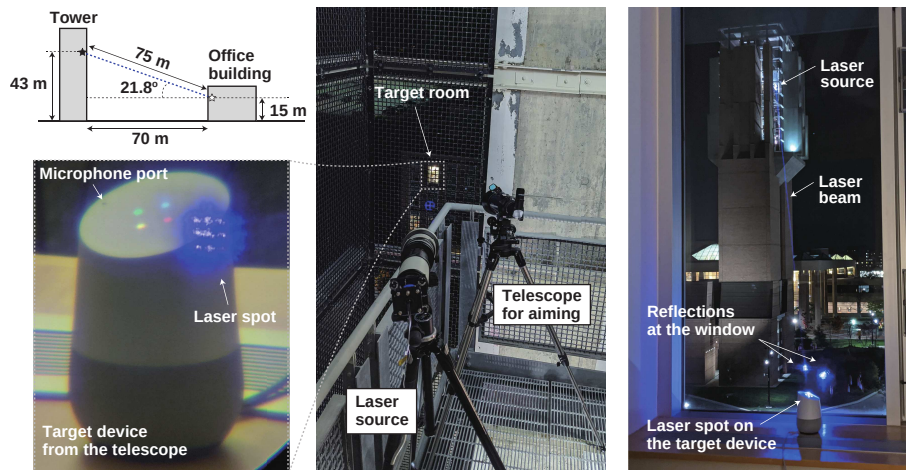 Tower
43 m
75 m
21.8º
Office
building
15 m
70 m
Microphone port
Laser spot
Target device
from the telescope
Target room
Telescope
for aiming
Laser
source
Laser
source
Laser
beam
Reflections
at the window
Laser spot on
the target device